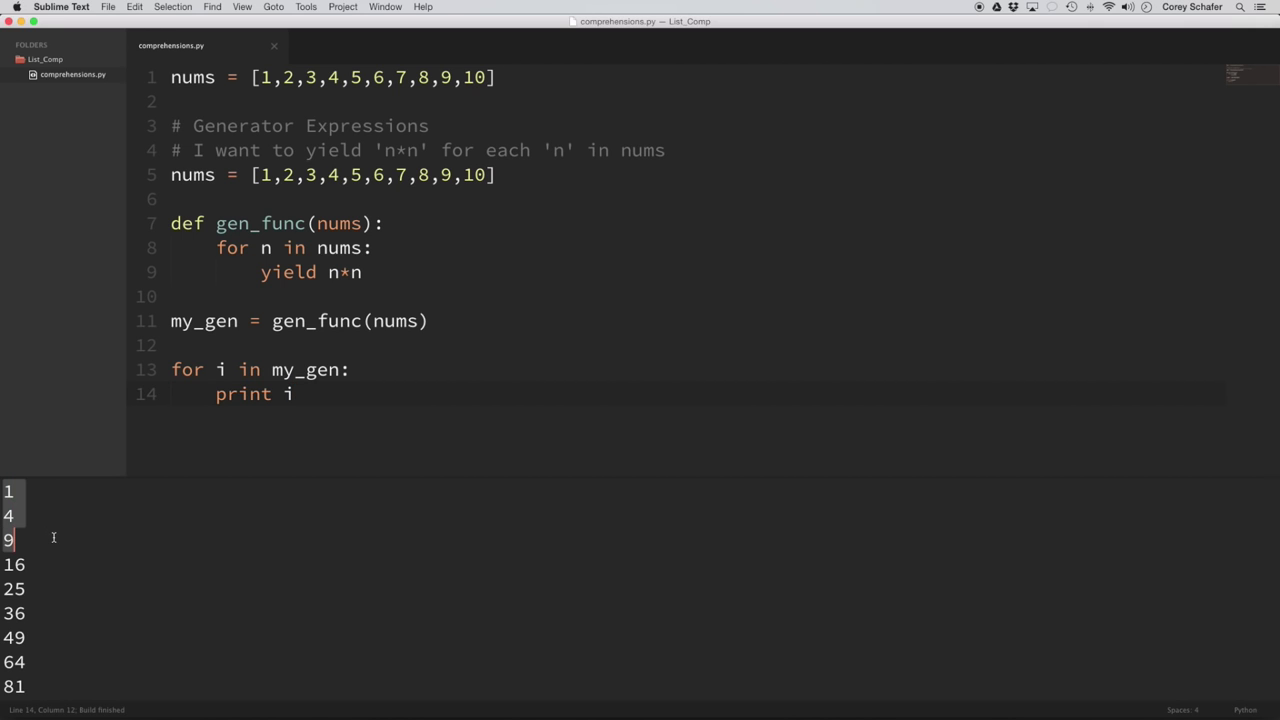 Sublime Text File Edit Selection Find View Goto Tools Project Window Help Corey Schafer
comprehensions.py — List_Comp
FOLDERS
List_Comp
comprehensions.py
comprehensions.py
1 nums = [1,2,3,4,5,6,7,8,9,10]
2
3 # Generator Expressions
4 # I want to yield 'n*n' for each 'n' in nums
5 nums = [1,2,3,4,5,6,7,8,9,10]
6
7 def gen_func(nums):
8 for n in nums:
9 yield n*n
10
11 my_gen = gen_func(nums)
12
13 for i in my_gen:
14 print i
1
4
9
16
25
36
49
64
81
Line 14, Column 12; Build finished Spaces: 4 Python